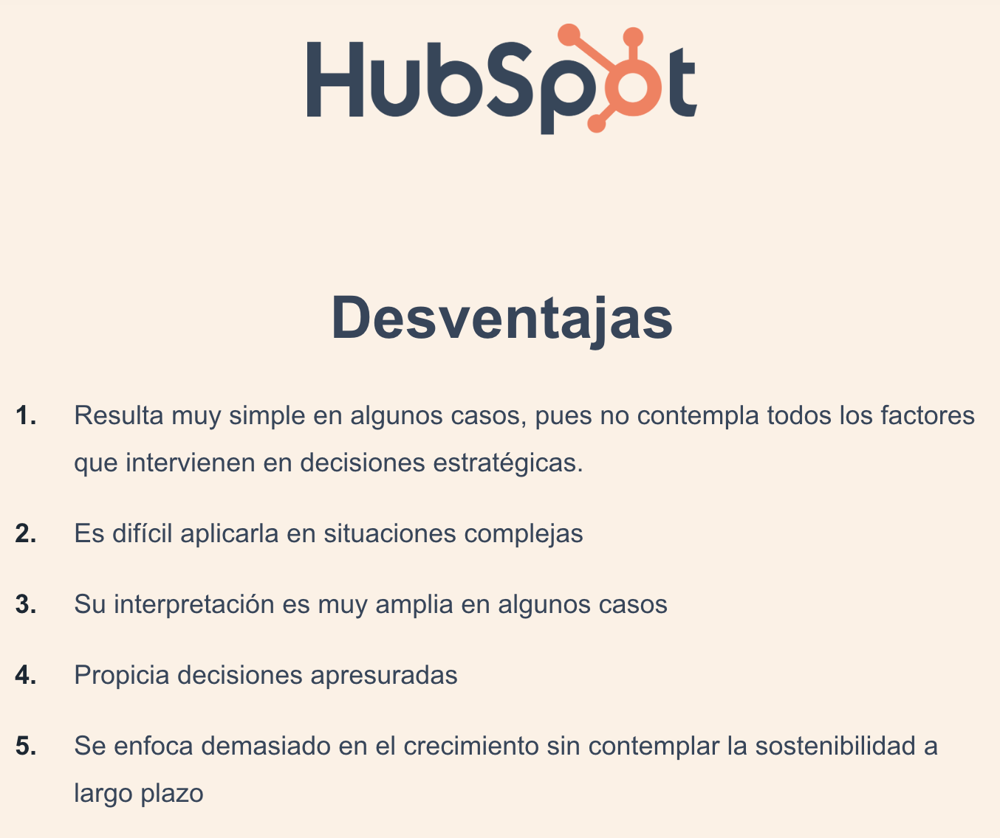 HubSpot
Desventajas
1. Resulta muy simple en algunos casos, pues no contempla todos los factores
que intervienen en decisiones estratégicas.
2. Es difícil aplicarla en situaciones complejas
3. Su interpretación es muy amplia en algunos casos
4. Propicia decisiones apresuradas
5. Se enfoca demasiado en el crecimiento sin contemplar la sostenibilidad a
largo plazo